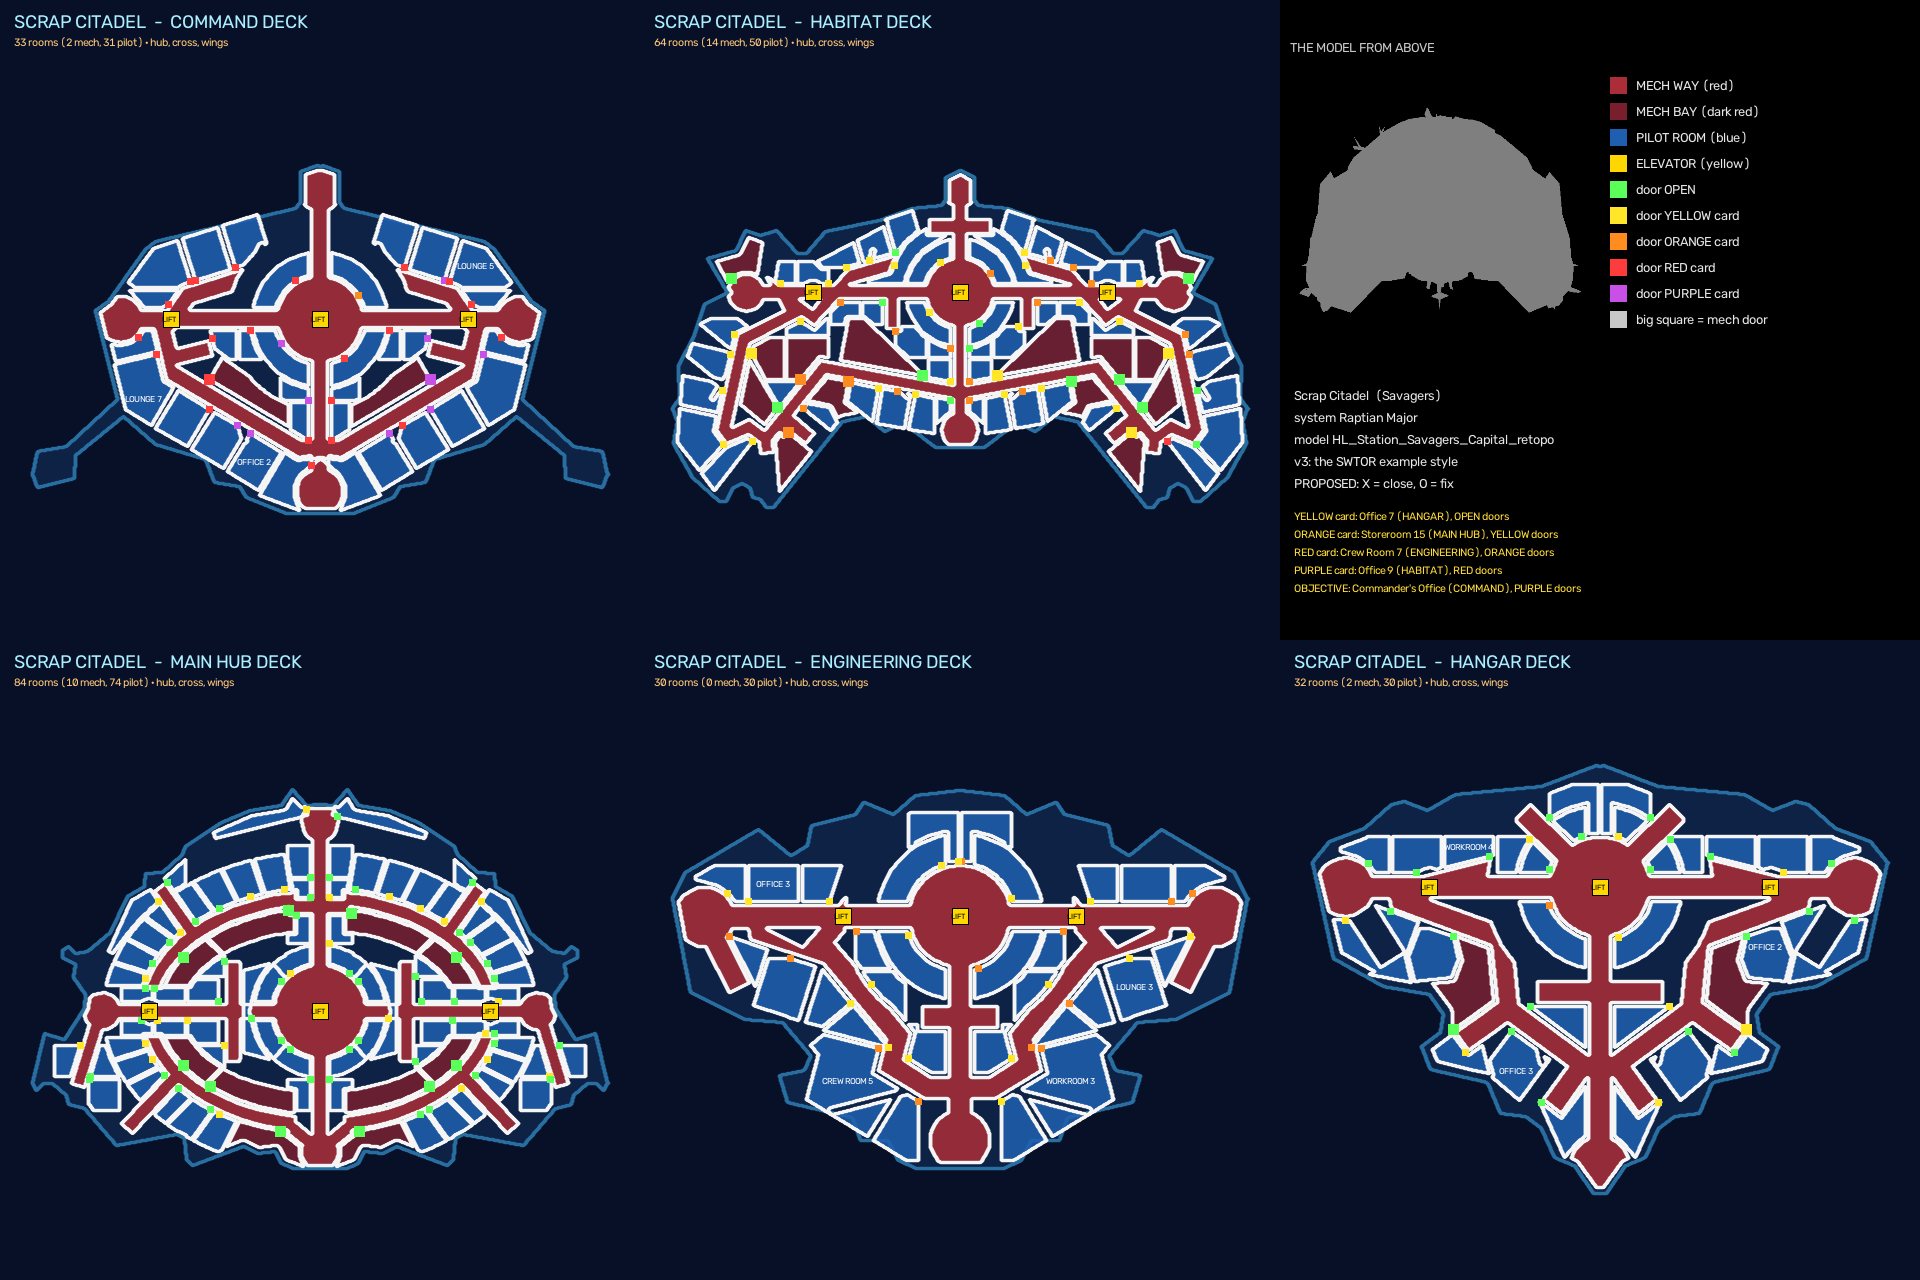 SCRAP CITADEL - COMMAND DECK
33 rooms (2 mech, 31 pilot) • hub, cross, wings
LOUNGE 5
LIFT
LIFT
LIFT
LOUNGE 7
OFFICE 2
SCRAP CITADEL - HABITAT DECK
64 rooms (14 mech, 50 pilot) • hub, cross, wings
LIFT
LIFT
LIFT
THE MODEL FROM ABOVE
MECH WAY (red)
MECH BAY (dark red)
PILOT ROOM (blue)
ELEVATOR (yellow)
door OPEN
door YELLOW card
door ORANGE card
door RED card
door PURPLE card
big square = mech door
Scrap Citadel (Savagers)
system Raptian Major
model HL_Station_Savagers_Capital_retopo
v3: the SWTOR example style
PROPOSED: X = close, O = fix
YELLOW card: Office 7 (HANGAR), OPEN doors
ORANGE card: Storeroom 15 (MAIN HUB), YELLOW doors
RED card: Crew Room 7 (ENGINEERING), ORANGE doors
PURPLE card: Office 9 (HABITAT), RED doors
OBJECTIVE: Commander's Office (COMMAND), PURPLE doors
SCRAP CITADEL - MAIN HUB DECK
84 rooms (10 mech, 74 pilot) • hub, cross, wings
LIFT
LIFT
LIFT
SCRAP CITADEL - ENGINEERING DECK
30 rooms (0 mech, 30 pilot) • hub, cross, wings
OFFICE 3
LIFT
LIFT
LIFT
LOUNGE 3
CREW ROOM 5
WORKROOM 3
SCRAP CITADEL - HANGAR DECK
32 rooms (2 mech, 30 pilot) • hub, cross, wings
WORKROOM 4
LIFT
LIFT
LIFT
OFFICE 2
OFFICE 3